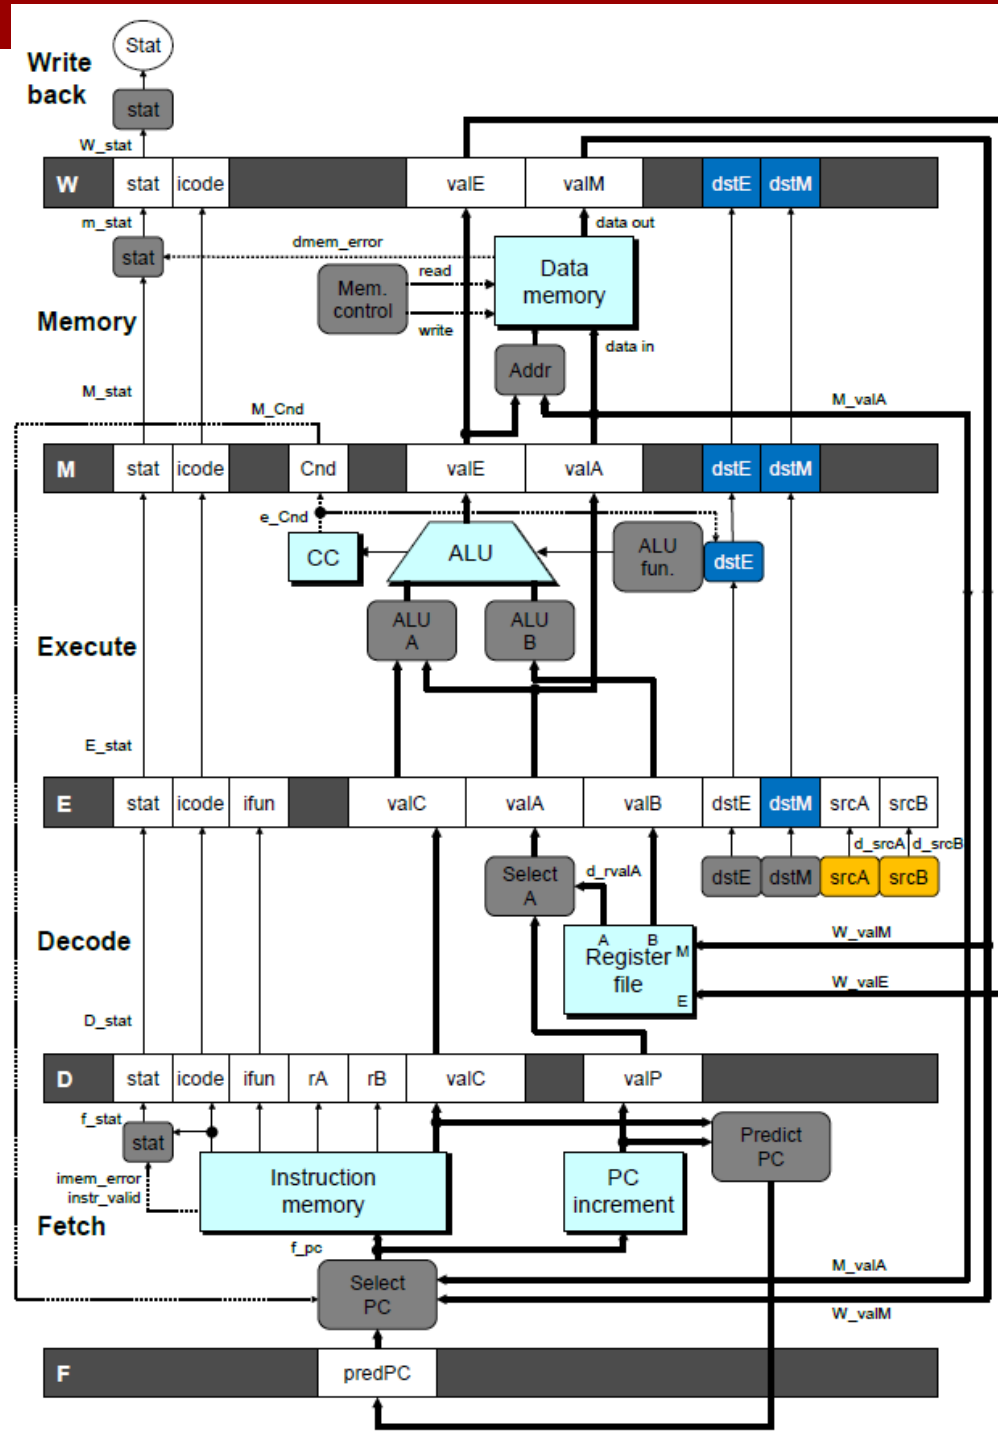 Stat
Write
back
stat
W_stat
W stat icode valE valM dstE dstM
m_stat
data out
dmem_error
stat
read
Mem.
control
Data
memory
write
Memory
data in
Addr
M_stat
M_Cnd
M_valA
M stat icode Cnd valE valA dstE dstM
e_Cnd
CC
ALU
ALU
fun.
dstE
ALU
A
ALU
B
Execute
E_stat
E stat icode ifun valC valA valB dstE dstM srcA srcB
d_srcA d_srcB
Select
A
d_rvalA
dstE dstM srcA srcB
Decode
A B
M
Register
file
E
W_valM
W_valE
D_stat
D stat icode ifun rA rB valC valP
f_stat
stat
Predict
PC
imem_error
instr_valid
Instruction
memory
PC
increment
Fetch
f_pc
Select
PC
M_valA
W_valM
F predPC